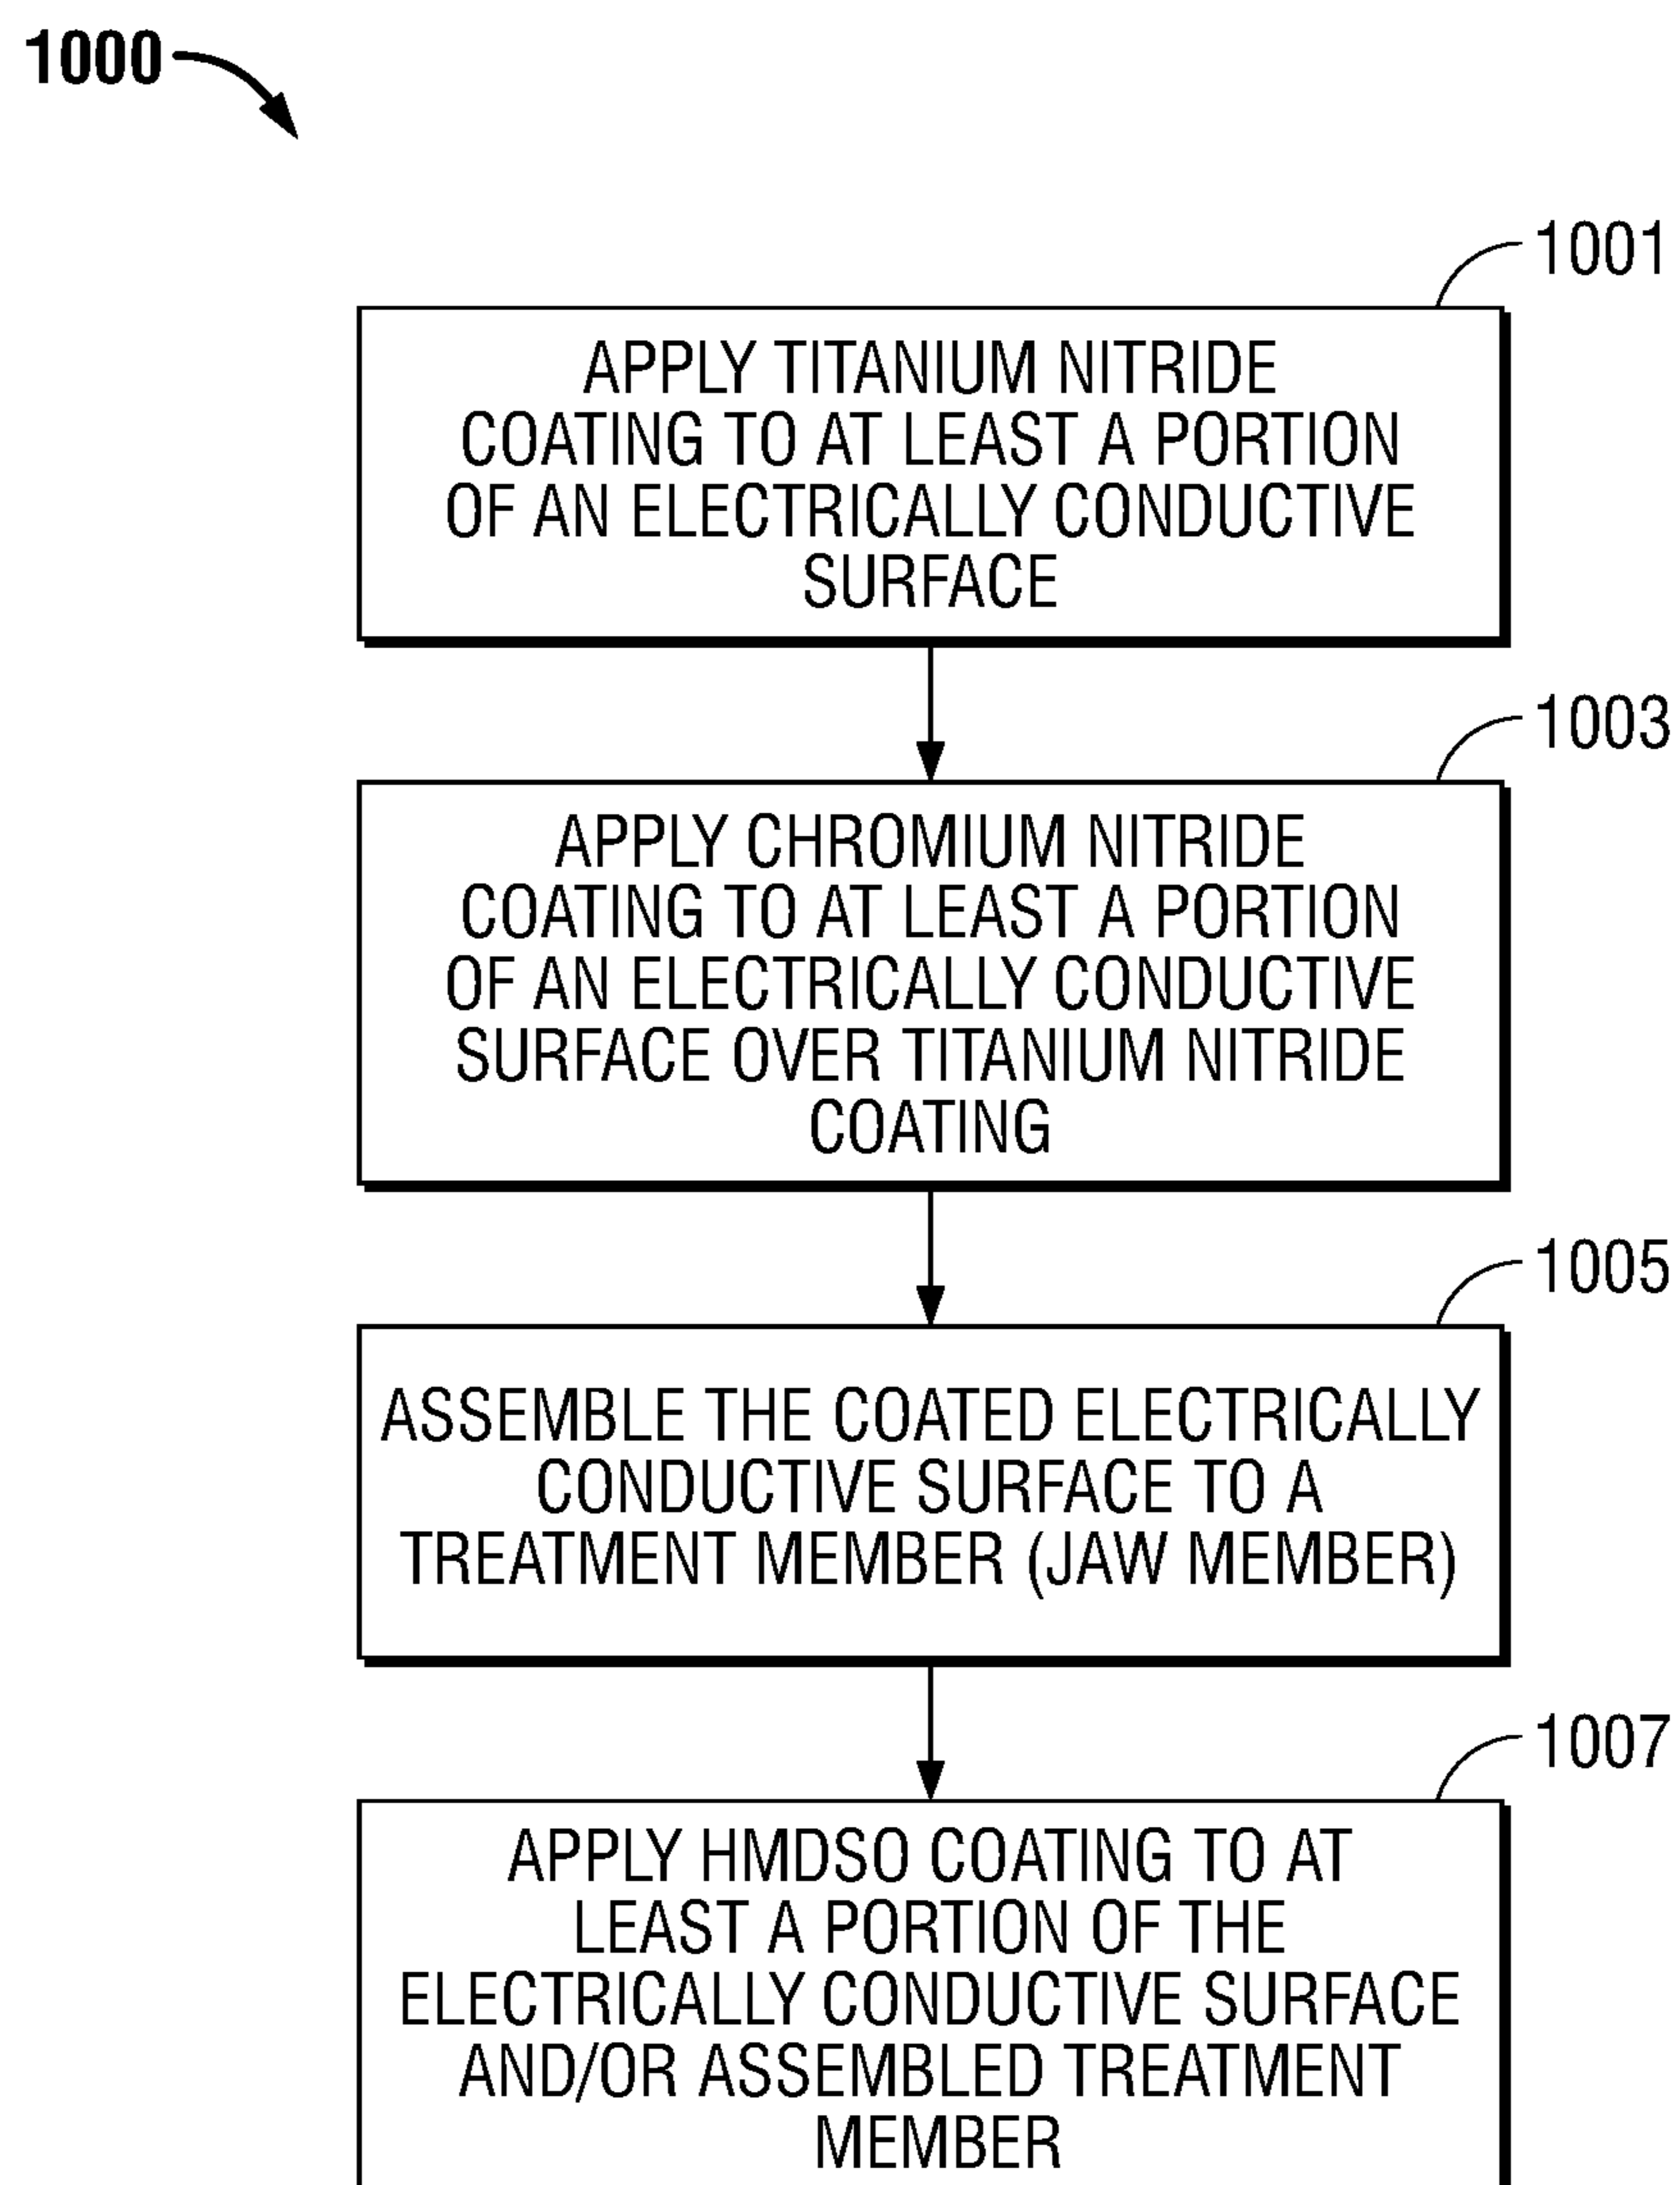 1000
1001
APPLY TITANIUM NITRIDE
COATING TO AT LEAST A PORTION
OF AN ELECTRICALLY CONDUCTIVE
SURFACE
1003
APPLY CHROMIUM NITRIDE
COATING TO AT LEAST A PORTION
OF AN ELECTRICALLY CONDUCTIVE
SURFACE OVER TITANIUM NITRIDE
COATING
1005
ASSEMBLE THE COATED ELECTRICALLY
CONDUCTIVE SURFACE TO A
TREATMENT MEMBER (JAW MEMBER)
1007
APPLY HMDSO COATING TO AT
LEAST A PORTION OF THE
ELECTRICALLY CONDUCTIVE SURFACE
AND/OR ASSEMBLED TREATMENT
MEMBER